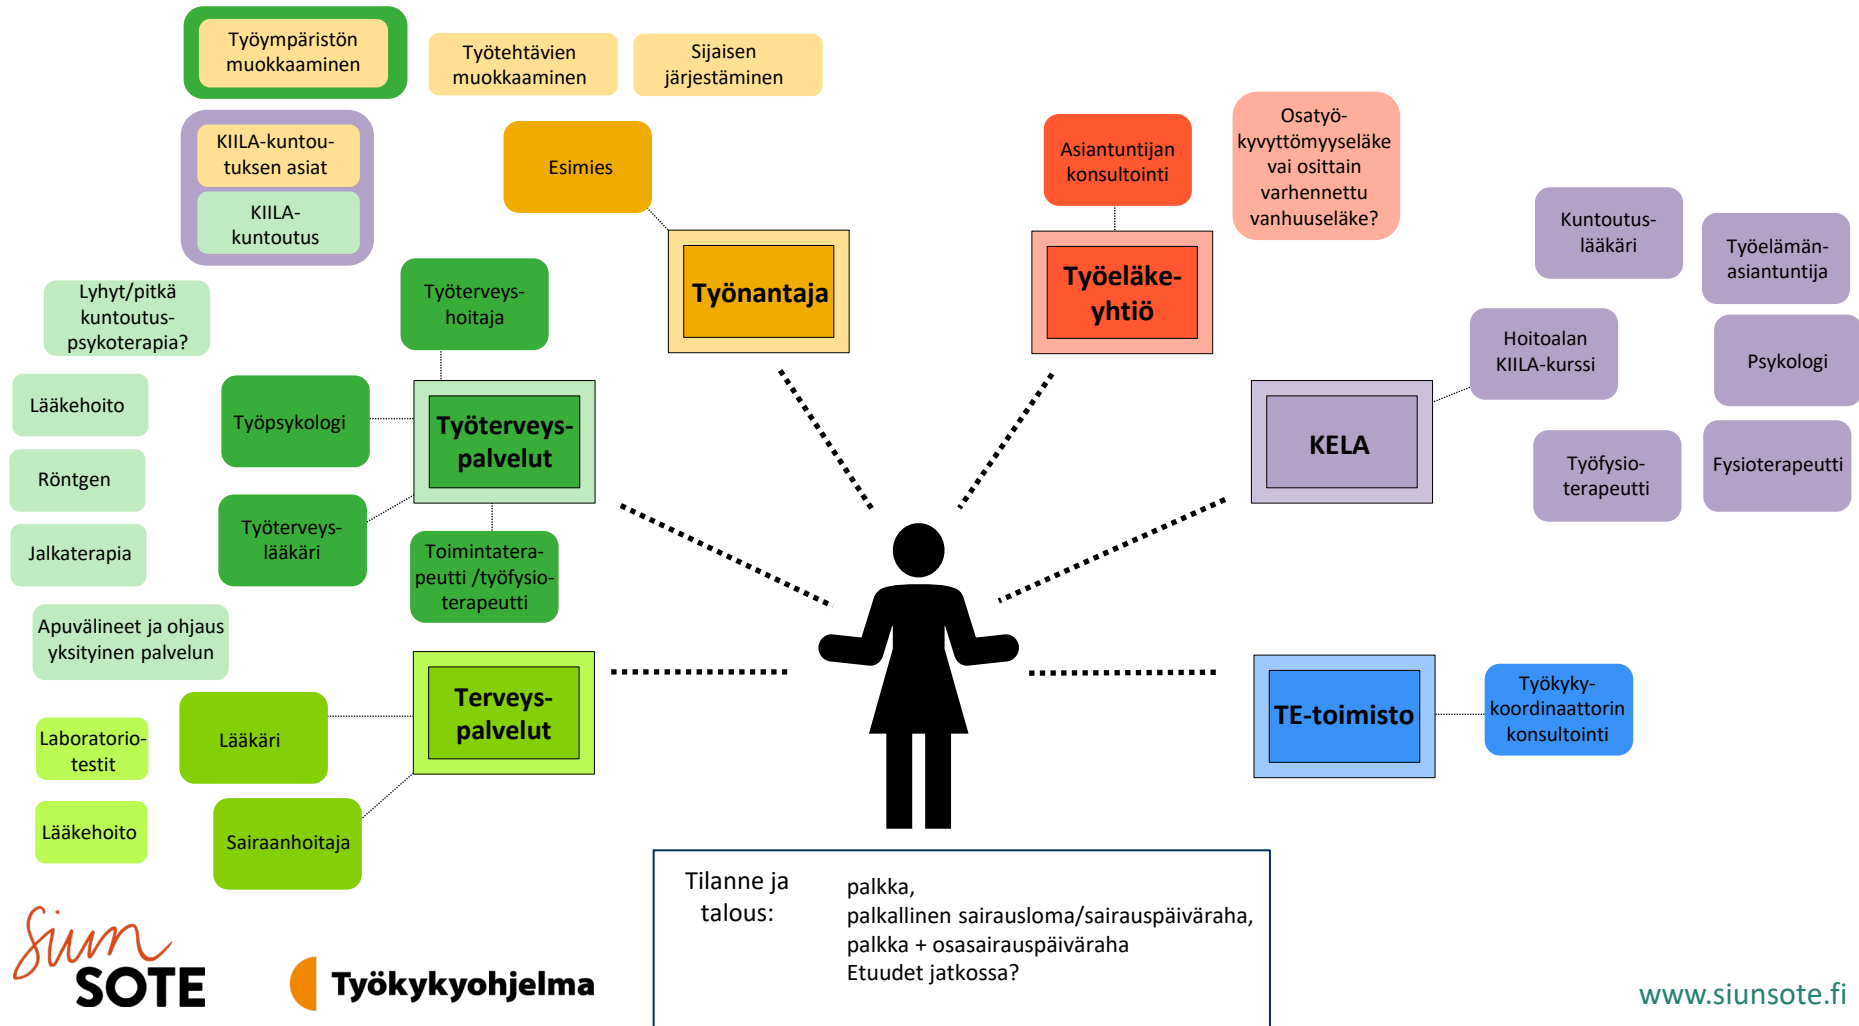 Työympäristön
muokkaaminen
Työtehtävien
muokkaaminen
Sijaisen
järjestäminen
KIILA-kuntou-
tuksen asiat
KIILA-
kuntoutus
Esimies
Työnantaja
Asiantuntijan
konsultointi
Osatyö-
kyvyttömyyseläke
vai osittain
varhennettu
vanhuuseläke?
Työeläke-
yhtiö
Kuntoutus-
lääkäri
Työelämän-
asiantuntija
Hoitoalan
KIILA-kurssi
Psykologi
KELA
Työfysio-
terapeutti
Fysioterapeutti
Lyhyt/pitkä
kuntoutus-
psykoterapia?
Työterveys-
hoitaja
Lääkehoito
Työpsykologi
Työterveys-
palvelut
Röntgen
Jalkaterapia
Työterveys-
lääkäri
Toimintatera-
peutti /työfysio-
terapeutti
Apuvälineet ja ohjaus
yksityinen palvelun
Terveys-
palvelut
Lääkäri
Laboratorio-
testit
Lääkehoito
Sairaanhoitaja
TE-toimisto
Työkyky-
koordinaattorin
konsultointi
Tilanne ja
talous:
palkka,
palkallinen sairausloma/sairauspäiväraha,
palkka + osasairauspäiväraha
Etuudet jatkossa?
Siun
SOTE
Työkykyohjelma
www.siunsote.fi